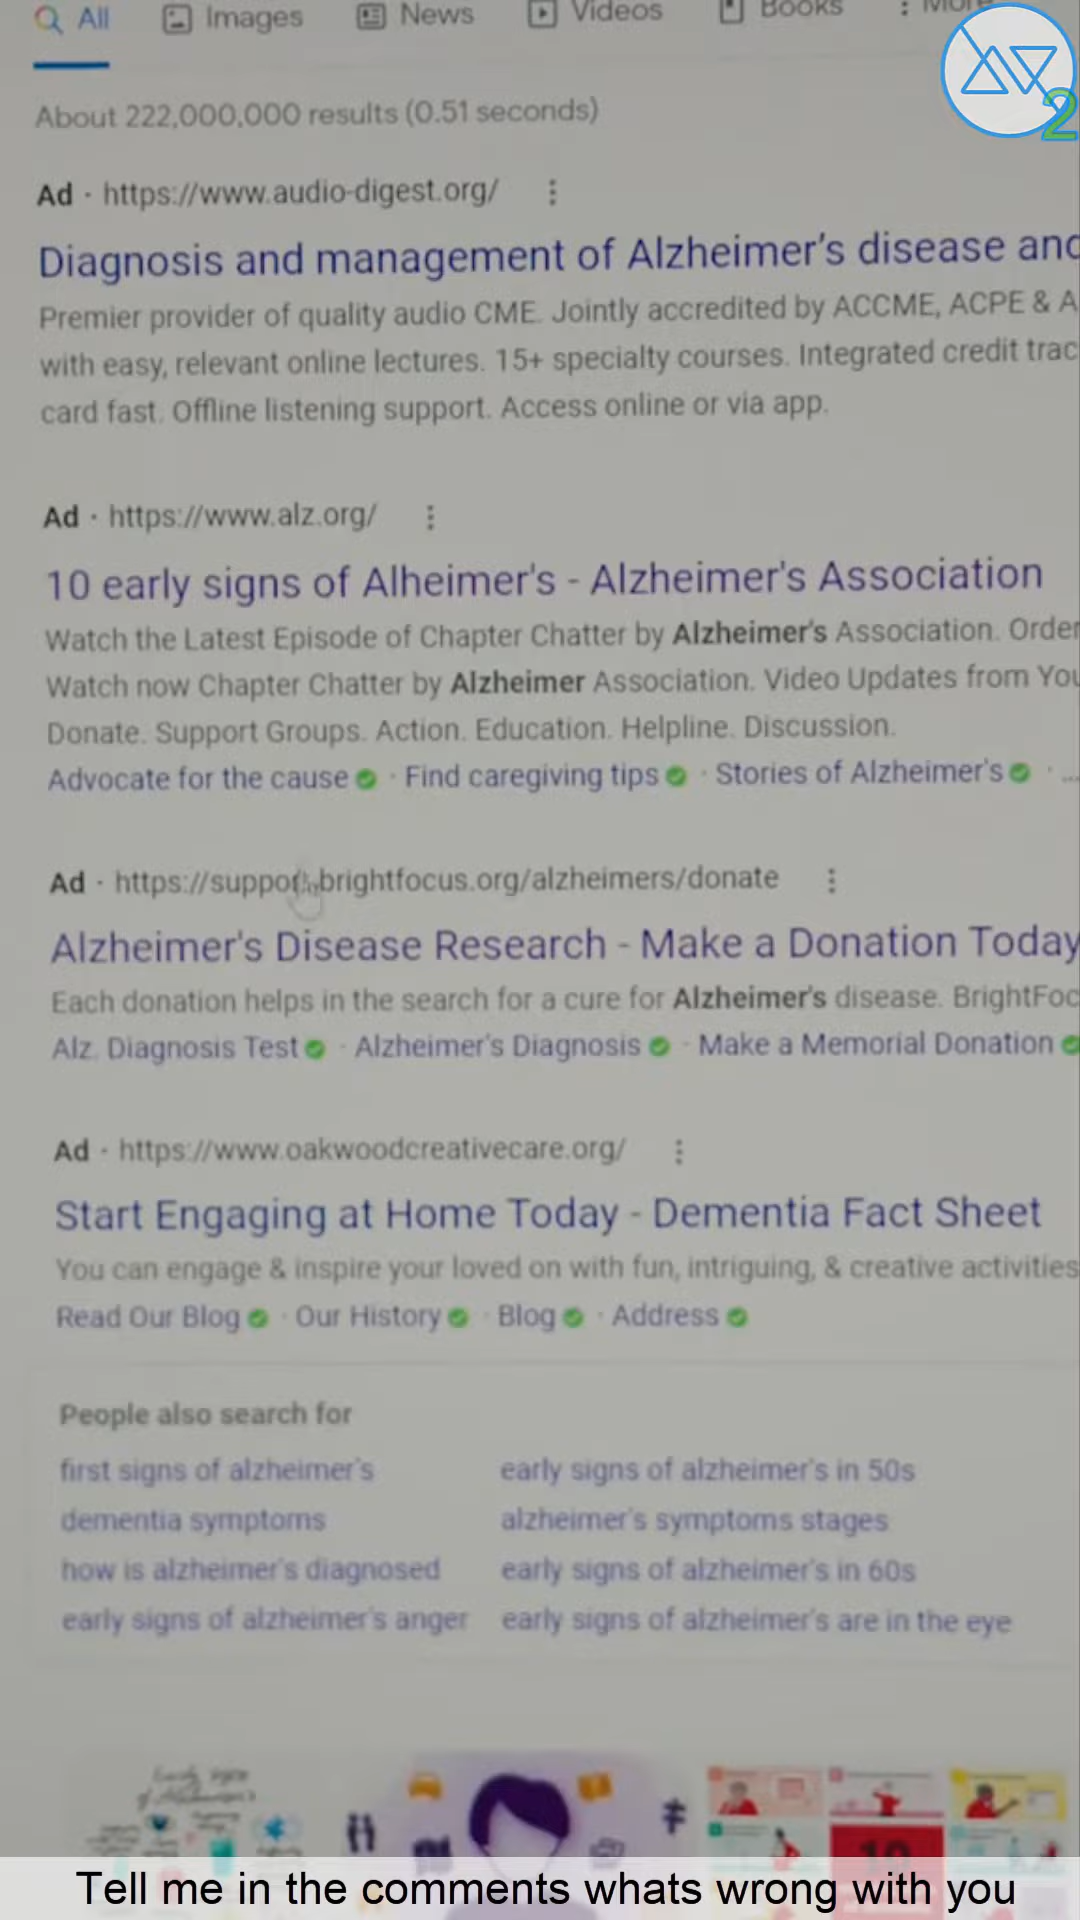 All Images News Videos Books
About 222,000,000 results (0.51 seconds)
Ad · https://www.audio-digest.org/
Diagnosis and management of Alzheimer's disease and
Premier provider of quality audio CME. Jointly accredited by ACCME, ACPE & A
with easy, relevant online lectures. 15+ specialty courses. Integrated credit trac
card fast. Offline listening support. Access online or via app.
Ad · https://www.alz.org/
10 early signs of Alheimer's - Alzheimer's Association
Watch the Latest Episode of Chapter Chatter by Alzheimer's Association. Order
Watch now Chapter Chatter by Alzheimer Association. Video Updates from You
Donate. Support Groups. Action. Education. Helpline. Discussion.
Advocate for the cause · Find caregiving tips · Stories of Alzheimer's · ...
Ad · https://support.brightfocus.org/alzheimers/donate
Alzheimer's Disease Research - Make a Donation Today
Each donation helps in the search for a cure for Alzheimer's disease. BrightFoc
Alz. Diagnosis Test · Alzheimer's Diagnosis · Make a Memorial Donation
Ad · https://www.oakwoodcreativecare.org/
Start Engaging at Home Today - Dementia Fact Sheet
You can engage & inspire your loved on with fun, intriguing, & creative activities
Read Our Blog · Our History · Blog · Address
People also search for
first signs of alzheimer's
early signs of alzheimer's in 50s
dementia symptoms
alzheimer's symptoms stages
how is alzheimer's diagnosed
early signs of alzheimer's in 60s
early signs of alzheimer's anger
early signs of alzheimer's are in the eye
10
2
Tell me in the comments whats wrong with you